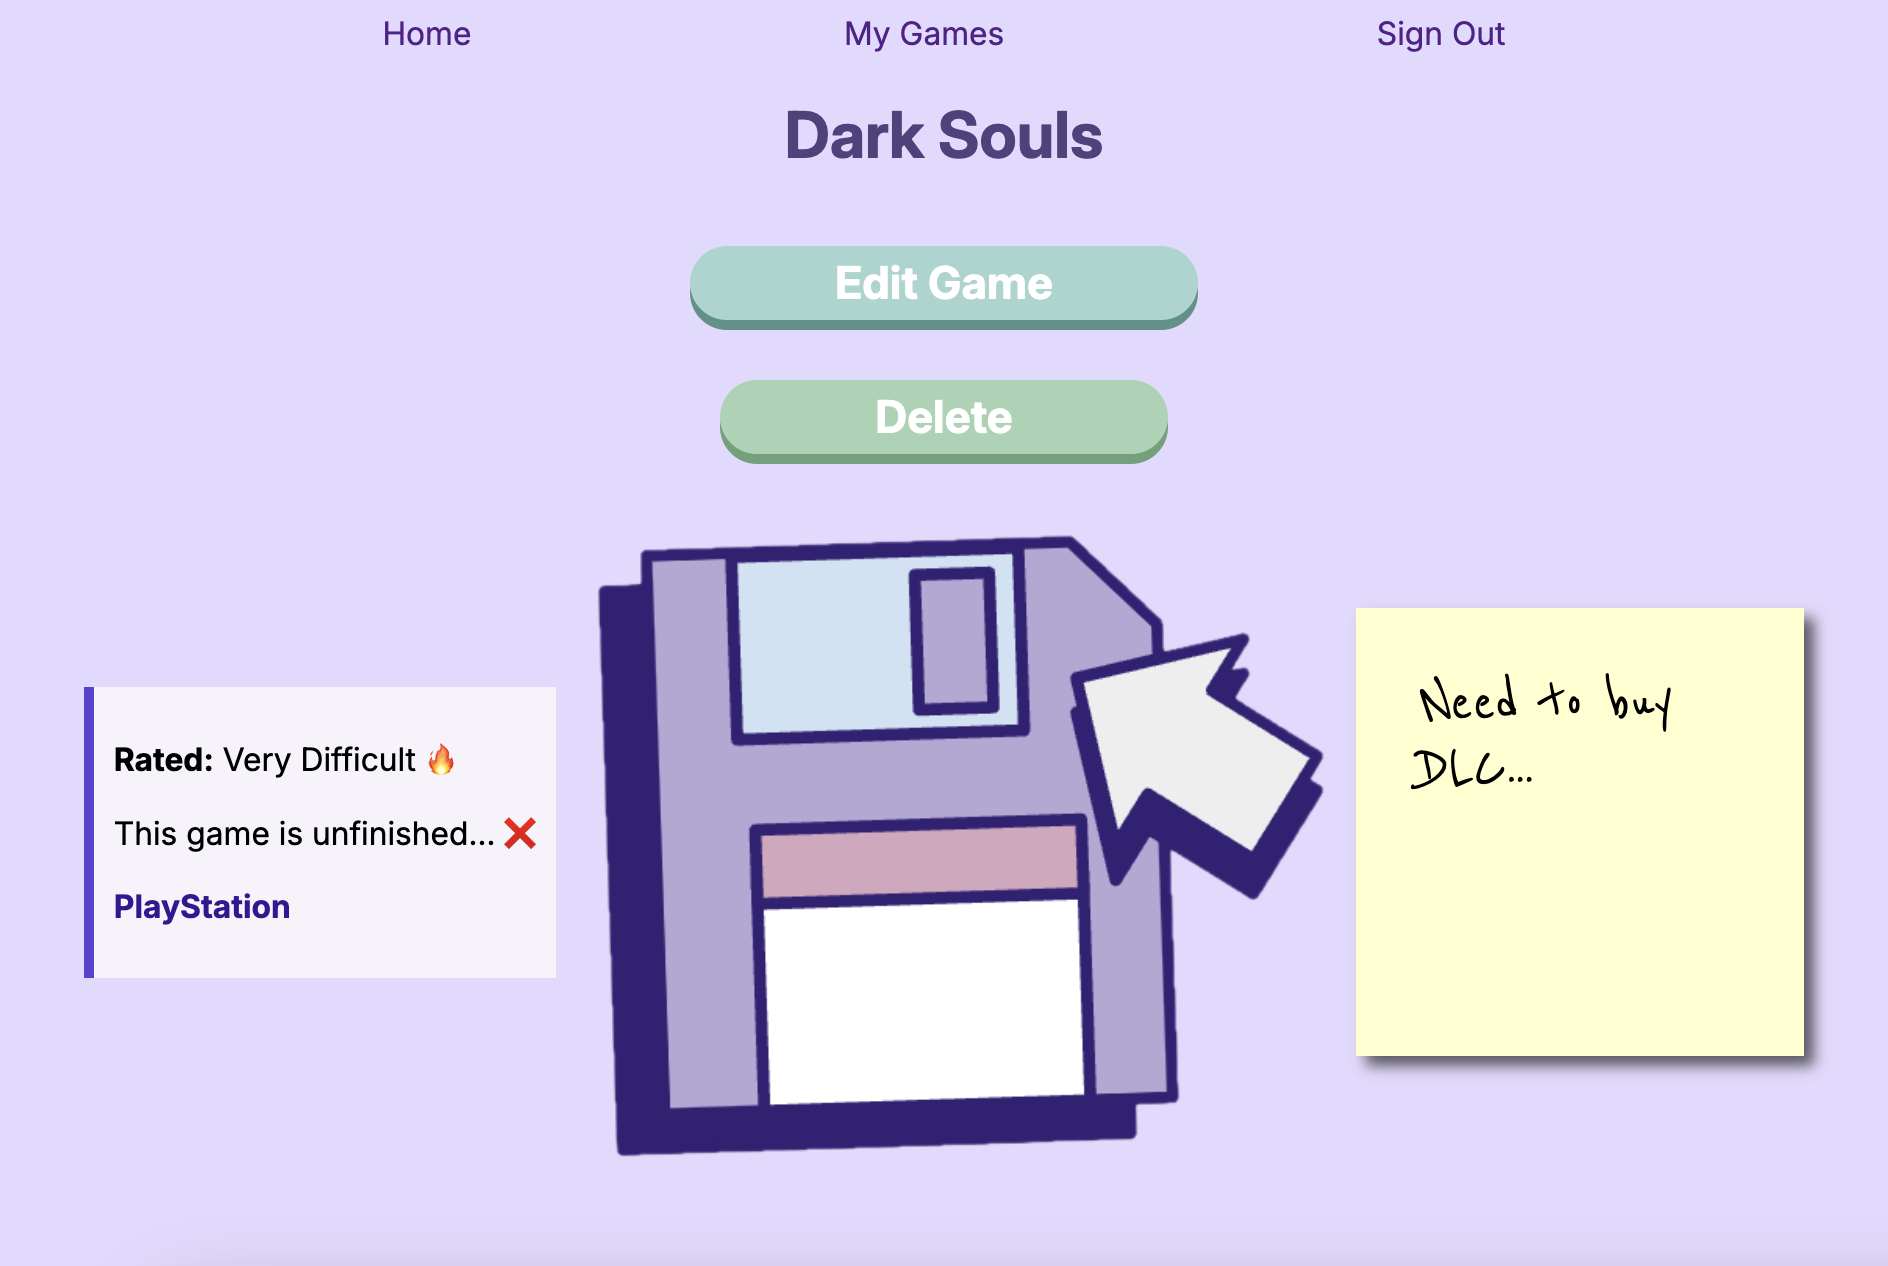 Home
My Games
Sign Out
Dark Souls
Edit Game
Delete
Rated: Very Difficult 🔥
This game is unfinished... ❌
PlayStation
Need to buy
DLC...